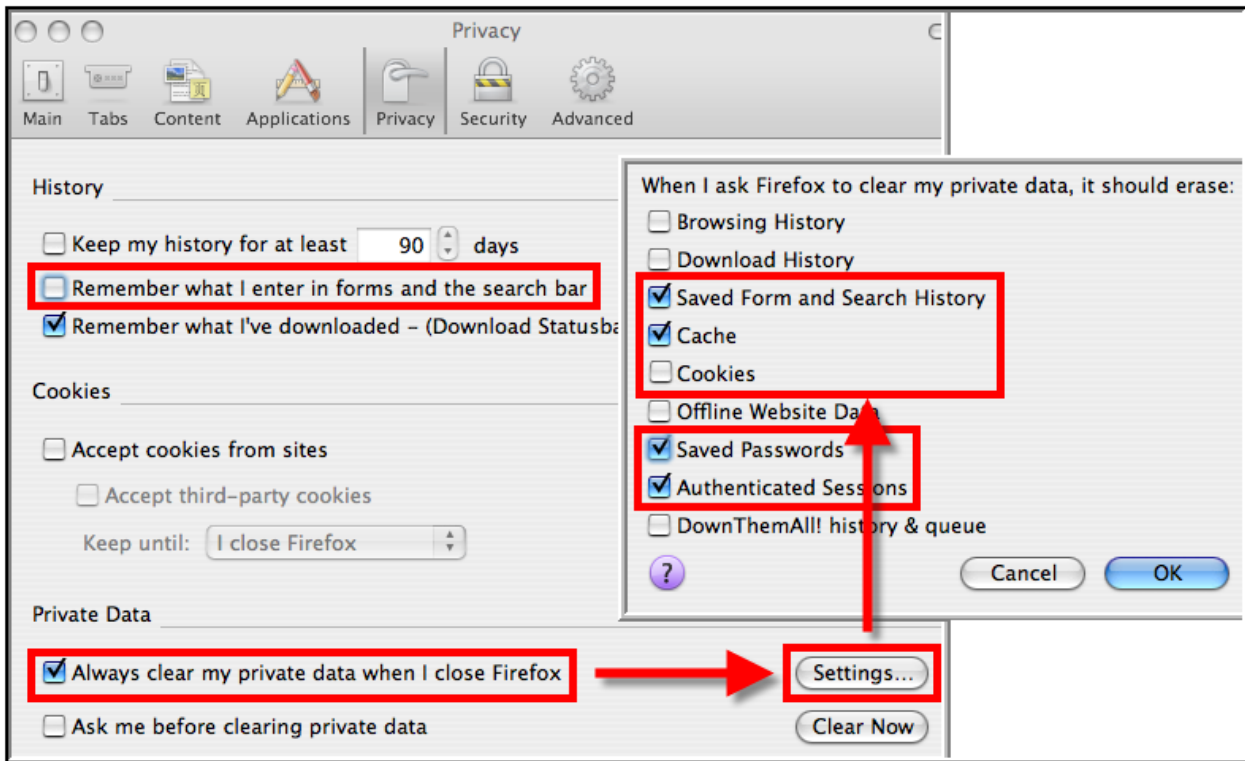 Privacy
Main Tabs Content Applications Privacy Security Advanced
History
Keep my history for at least 90 days
Remember what I enter in forms and the search bar
Remember what I've downloaded – (Download Statusba
Cookies
Accept cookies from sites
Accept third-party cookies
Keep until: I close Firefox
Private Data
Always clear my private data when I close Firefox Settings...
Ask me before clearing private data Clear Now
When I ask Firefox to clear my private data, it should erase:
Browsing History
Download History
Saved Form and Search History
Cache
Cookies
Offline Website Data
Saved Passwords
Authenticated Sessions
DownThemAll! history & queue
? Cancel OK